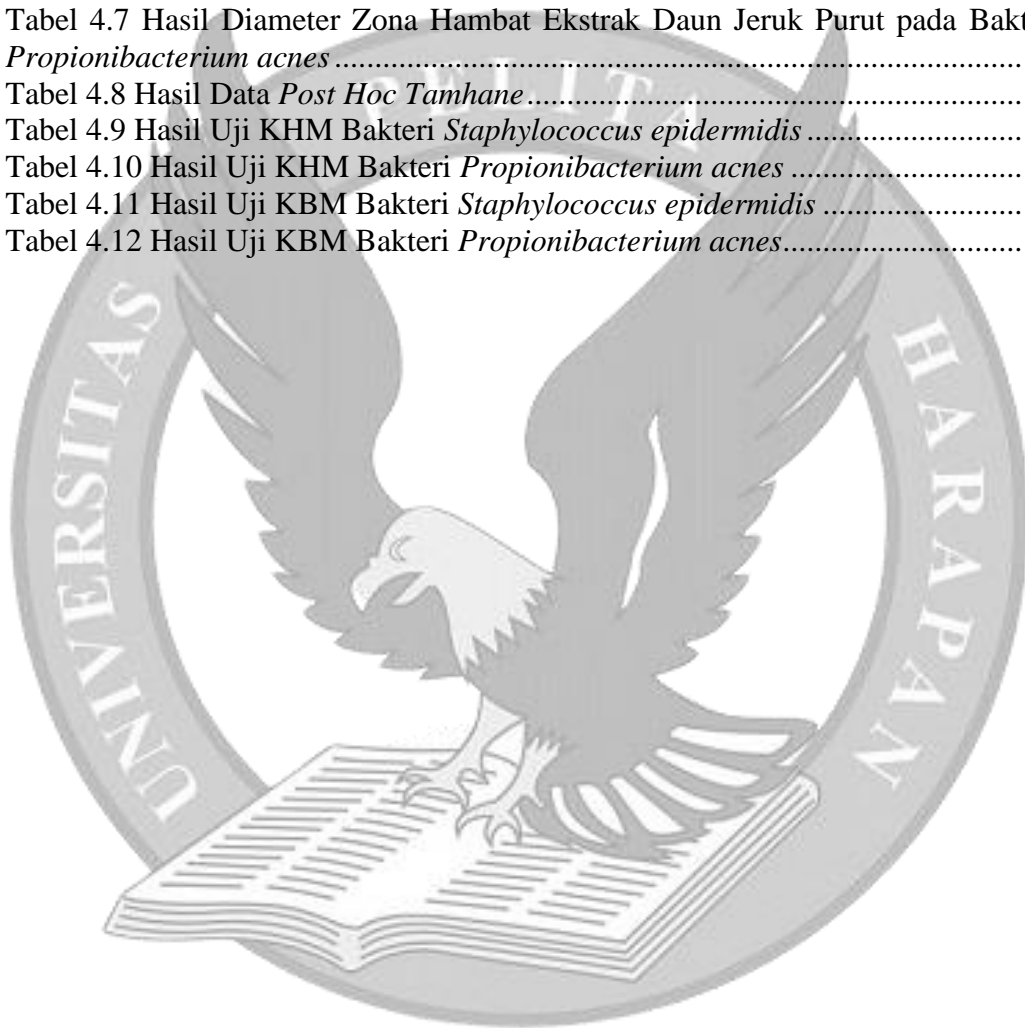 Tabel 4.7 Hasil Diameter Zona Hambat Ekstrak Daun Jeruk Purut pada Bakt
Propionibacterium acnes ........................................................................
Tabel 4.8 Hasil Data Post Hoc Tamhane ...............................................
Tabel 4.9 Hasil Uji KHM Bakteri Staphylococcus epidermidis ....................
Tabel 4.10 Hasil Uji KHM Bakteri Propionibacterium acnes .......................
Tabel 4.11 Hasil Uji KBM Bakteri Staphylococcus epidermidis ...................
Tabel 4.12 Hasil Uji KBM Bakteri Propionibacterium acnes ........................
UNIVERSITAS PELITA HARAPAN